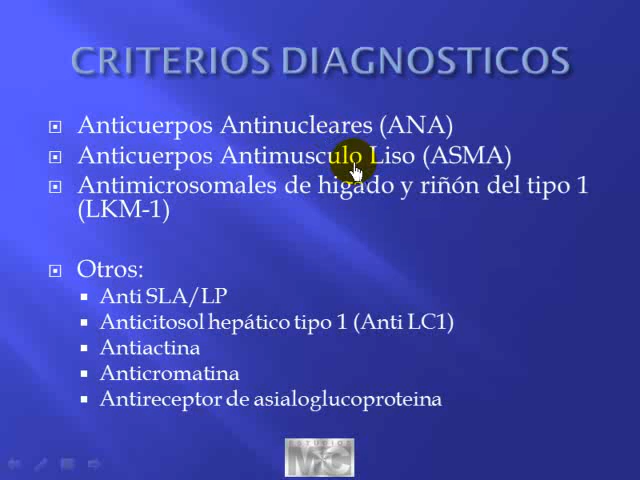 CRITERIOS DIAGNOSTICOS
Anticuerpos Antinucleares (ANA)
Anticuerpos Antimusculo Liso (ASMA)
Antimicrosomales de higado y riñón del tipo 1
(LKM-1)
Otros:
Anti SLA/LP
Anticitosol hepático tipo 1 (Anti LC1)
Antiactina
Anticromatina
Antireceptor de asialoglucoproteina
ESTUDIOS
MC